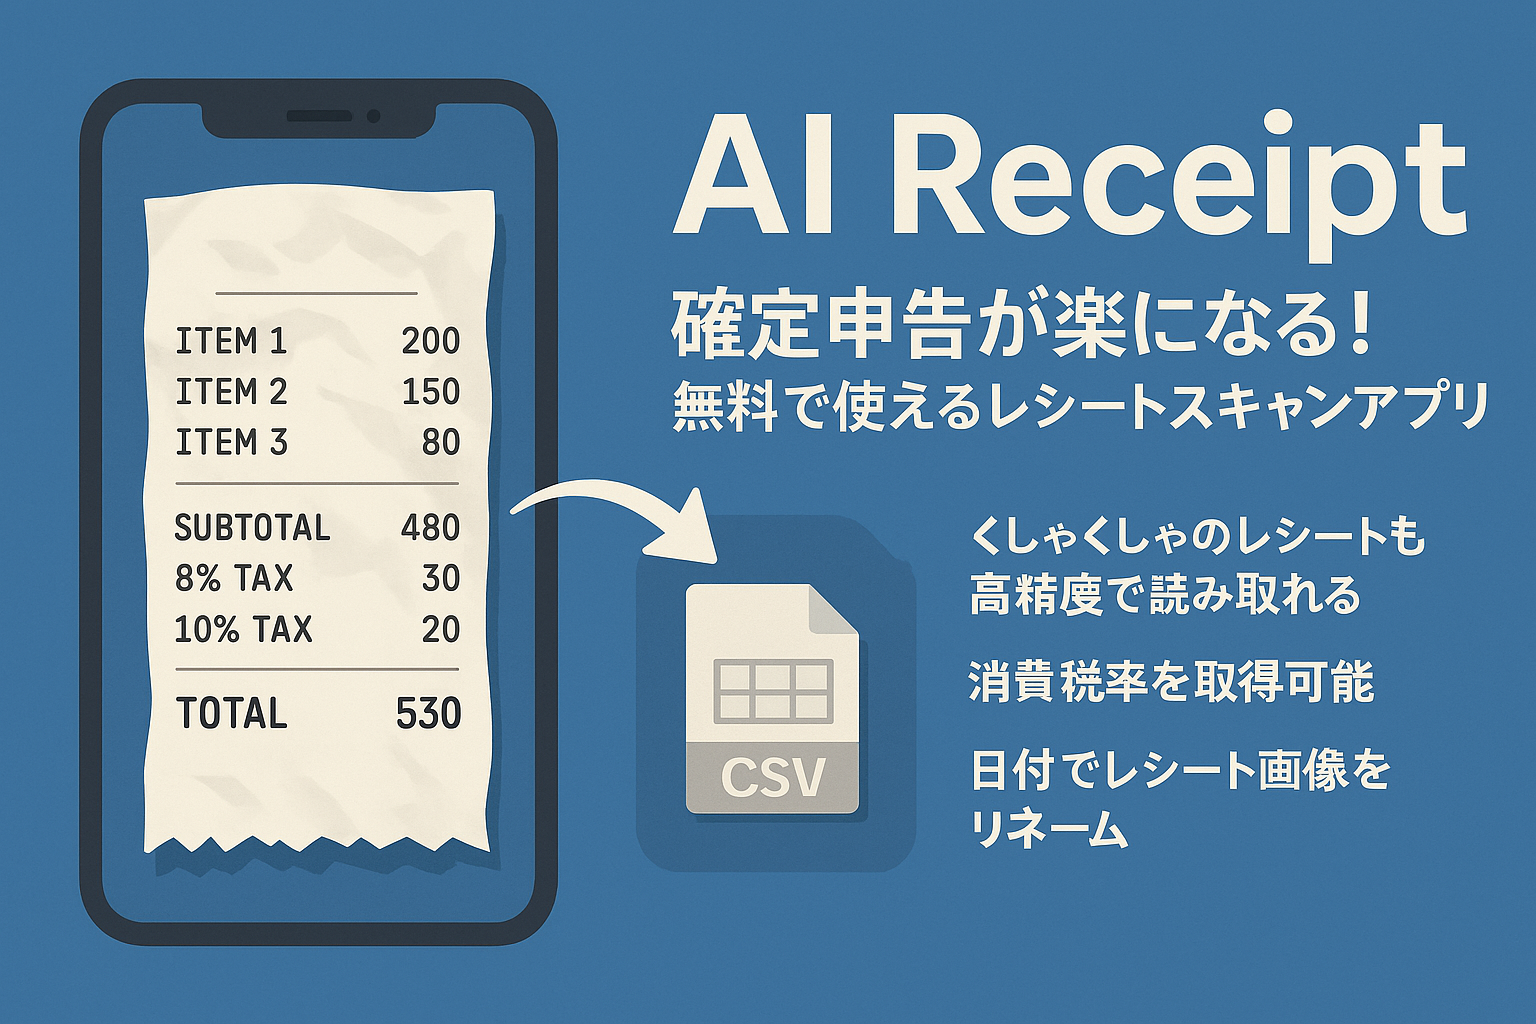 ITEM 1 200
ITEM 2 150
ITEM 3 80
SUBTOTAL 480
8% TAX 30
10% TAX 20
TOTAL 530
AI Receipt
確定申告が楽になる!
無料で使えるレシートスキャンアプリ
CSV
くしゃくしゃのレシートも
高精度で読み取れる
消費税率を取得可能
日付でレシート画像を
リネーム